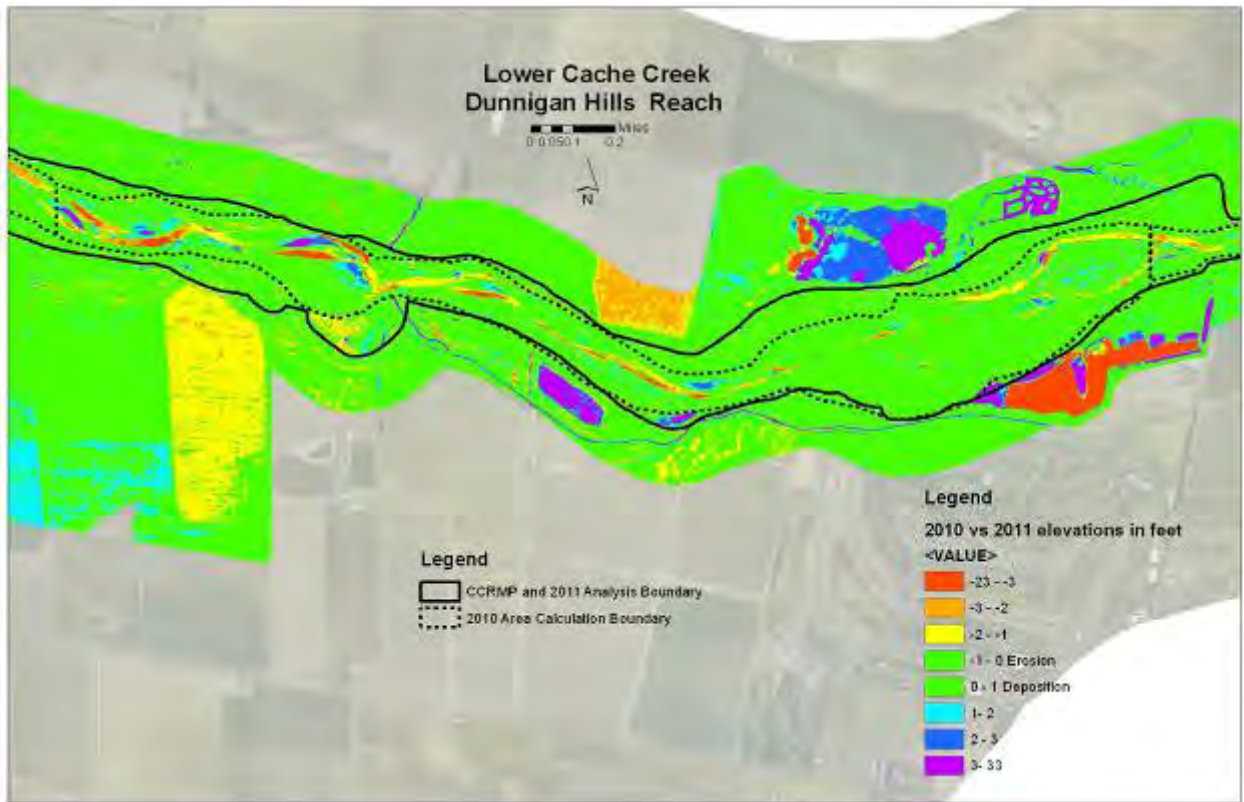 Lower Cache Creek
Dunnigan Hills Reach
Miles
0 0.050.1 0.2
N
Legend
CCRMP and 2011 Analysis Boundary
2010 Area Calculation Boundary
Legend
2010 vs 2011 elevations in feet
<VALUE>
-23 - -3
-3 - -2
-2 - -1
-1 - 0 Erosion
0 - 1 Deposition
1 - 2
2 - 3
3 - 33